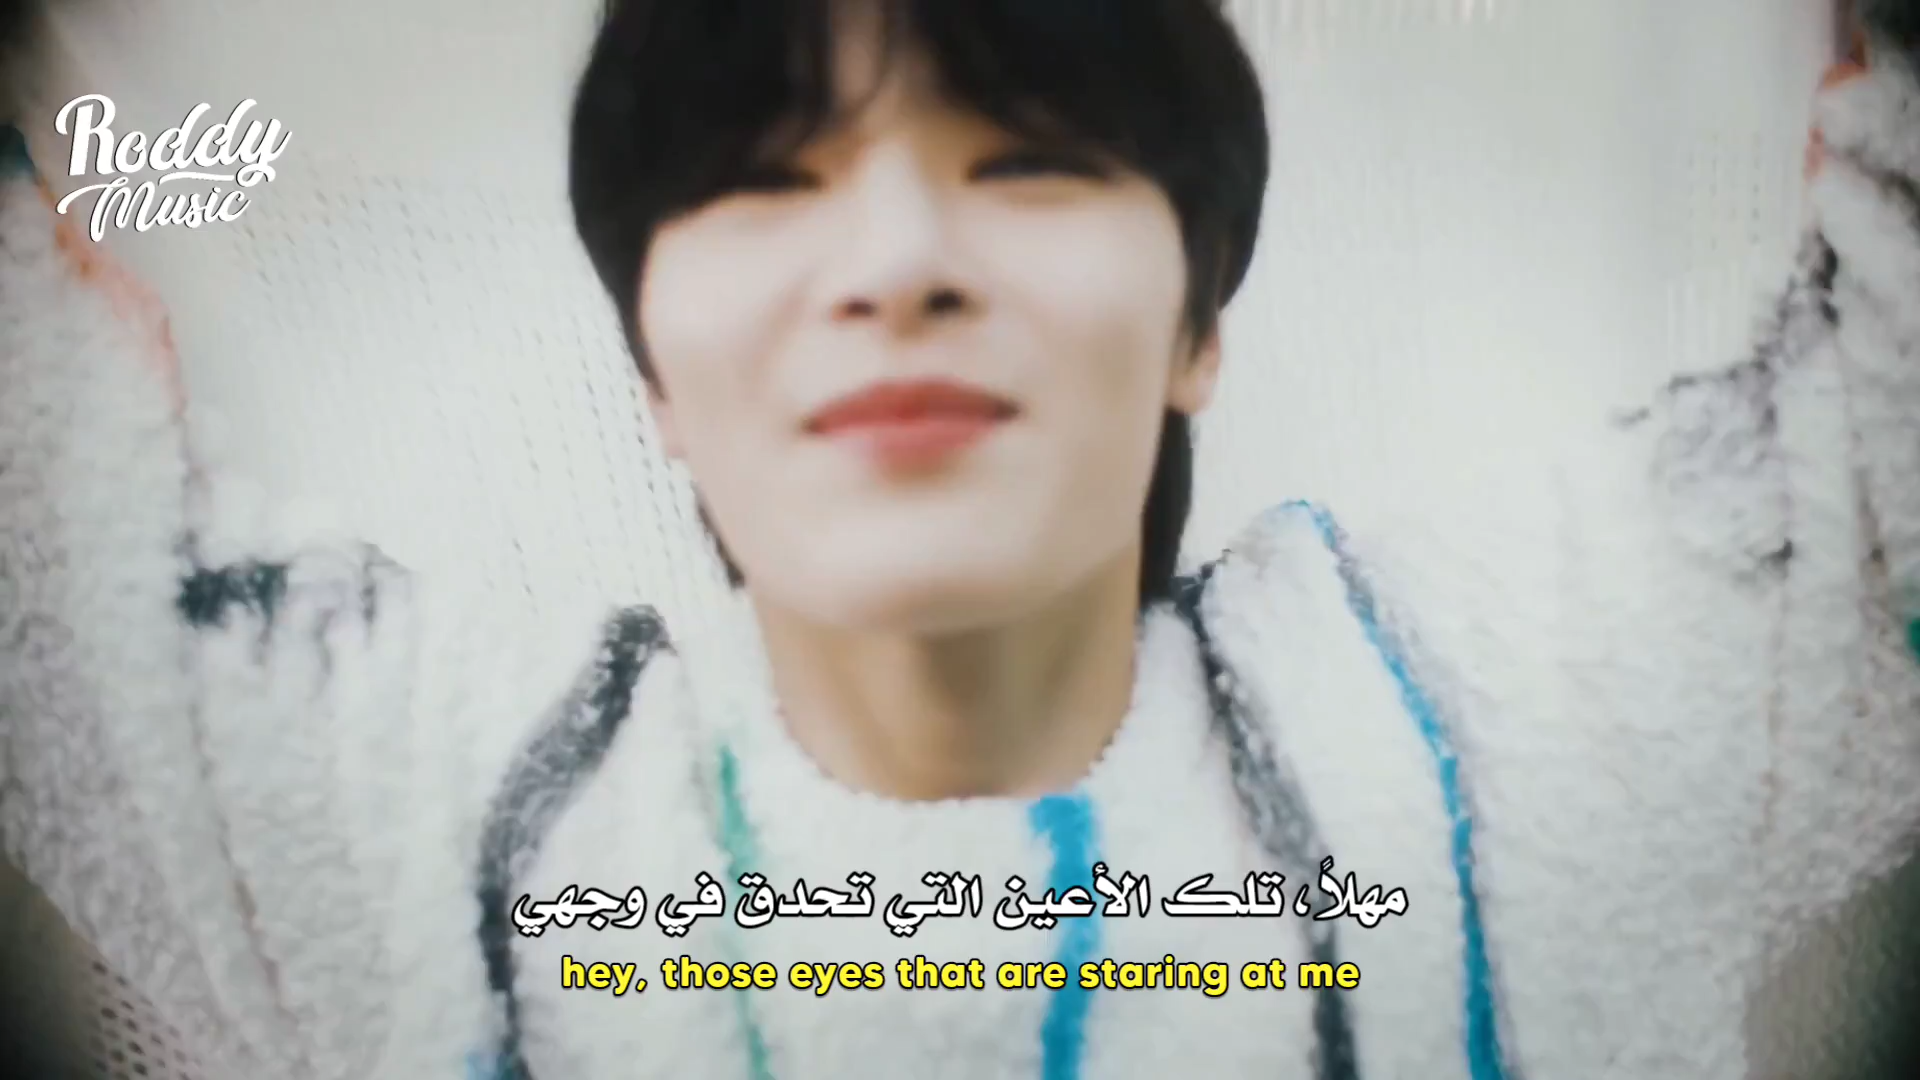 Roddy
Music
مهلاً، تلك الأعين التي تحدق في وجهي
hey, those eyes that are staring at me